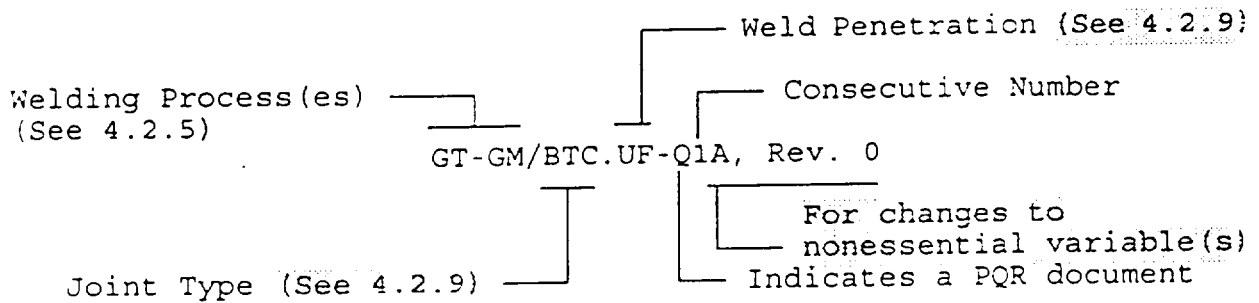 Weld Penetration (See 4.2.9)
Welding Process(es)
(See 4.2.5)
Consecutive Number
GT-GM/BTC.UF-Q1A, Rev. 0
For changes to
nonessential variable(s)
Joint Type (See 4.2.9)
Indicates a PQR document